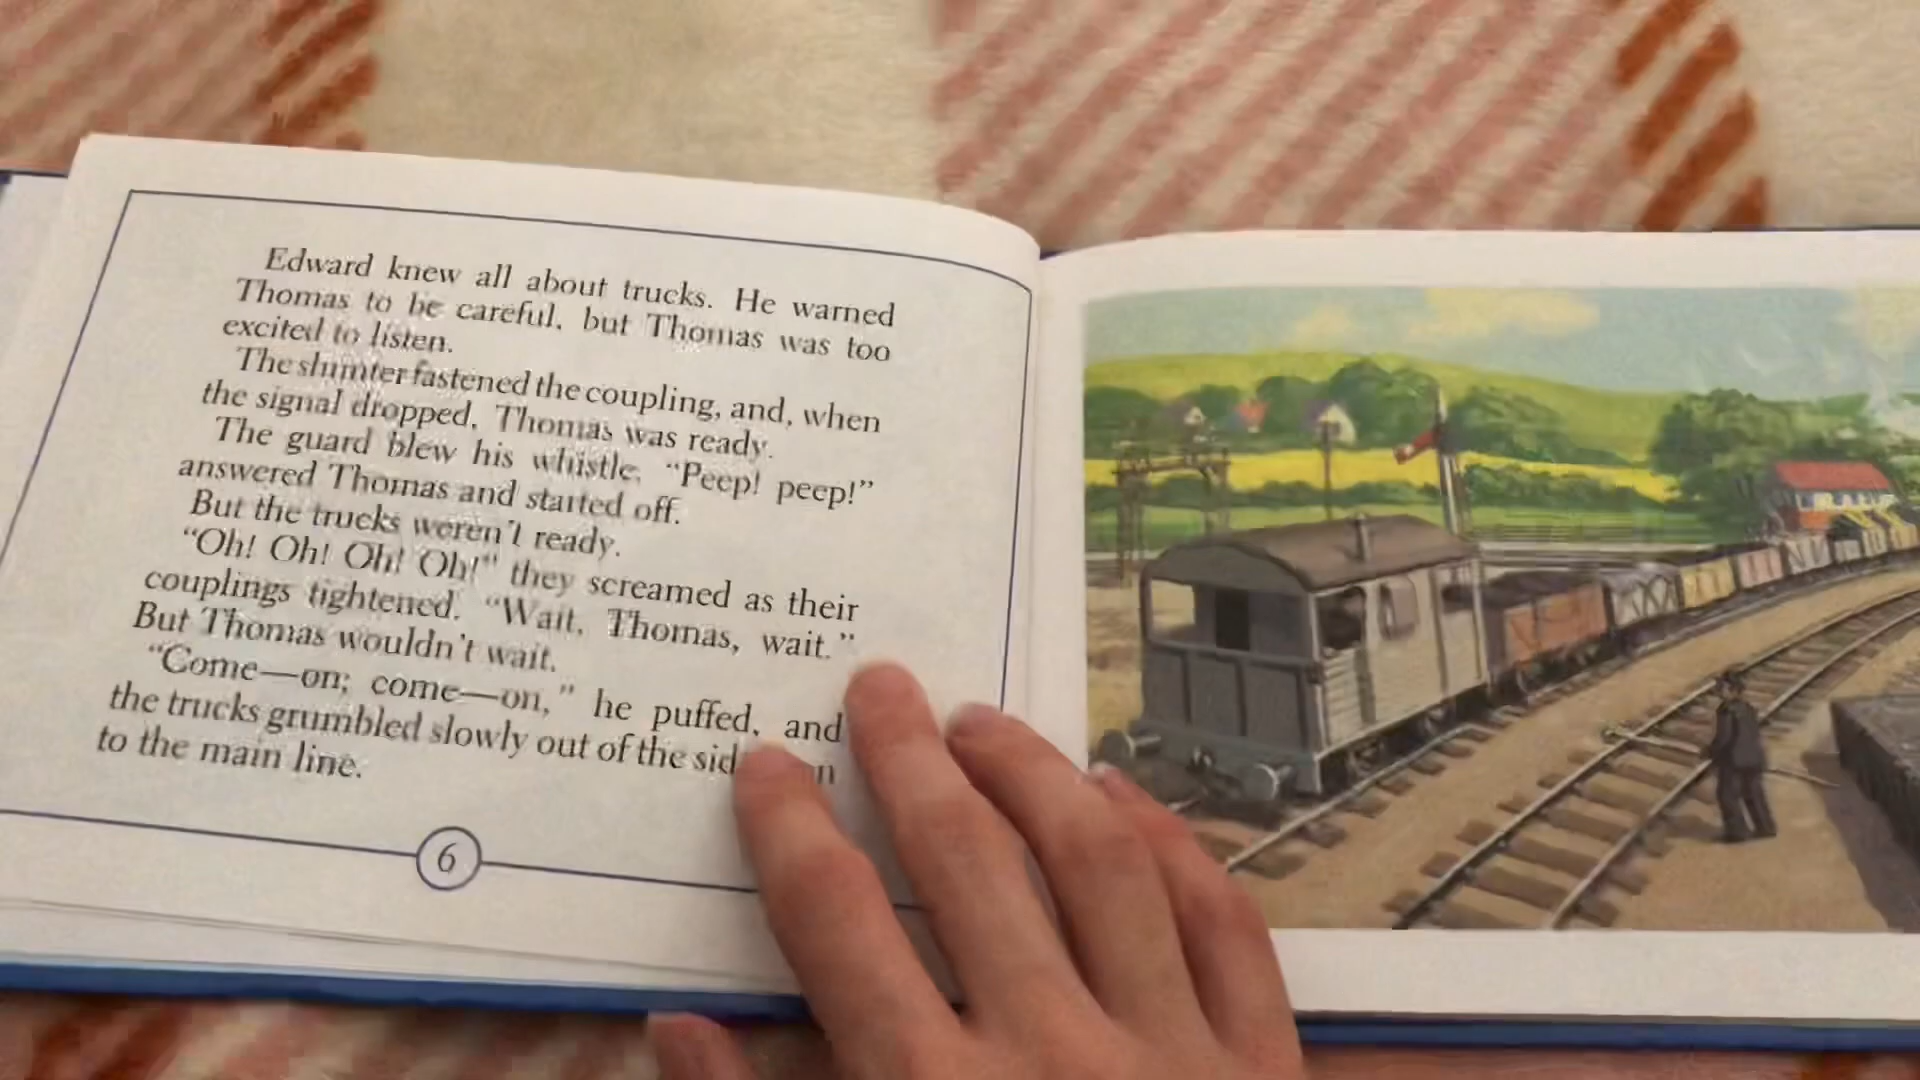 Edward knew all about trucks. He warned
Thomas to be careful, but Thomas was too
excited to listen.
The shunter fastened the coupling, and, when
the signal dropped, Thomas was ready.
The guard blew his whistle. "Peep! peep!"
answered Thomas and started off.
But the trucks weren't ready.
"Oh! Oh! Oh! Oh!" they screamed as their
couplings tightened. "Wait, Thomas, wait."
But Thomas wouldn't wait.
"Come—on; come—on," he puffed, and
the trucks grumbled slowly out of the
to the main line.
6